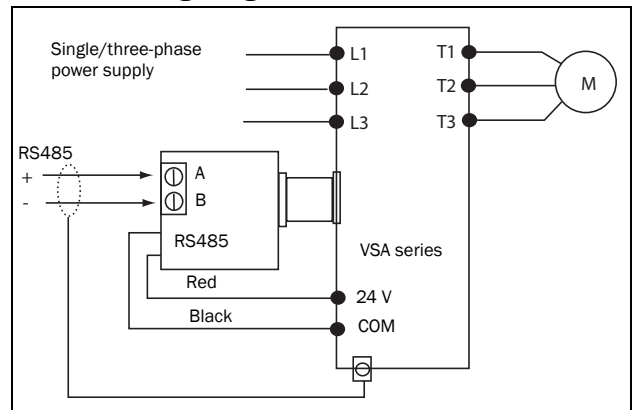 Single/three-phase
power supply
L1
L2
L3
T1
T2
T3
M
RS485
+
-
A
B
RS485
VSA series
Red
Black
24 V
COM